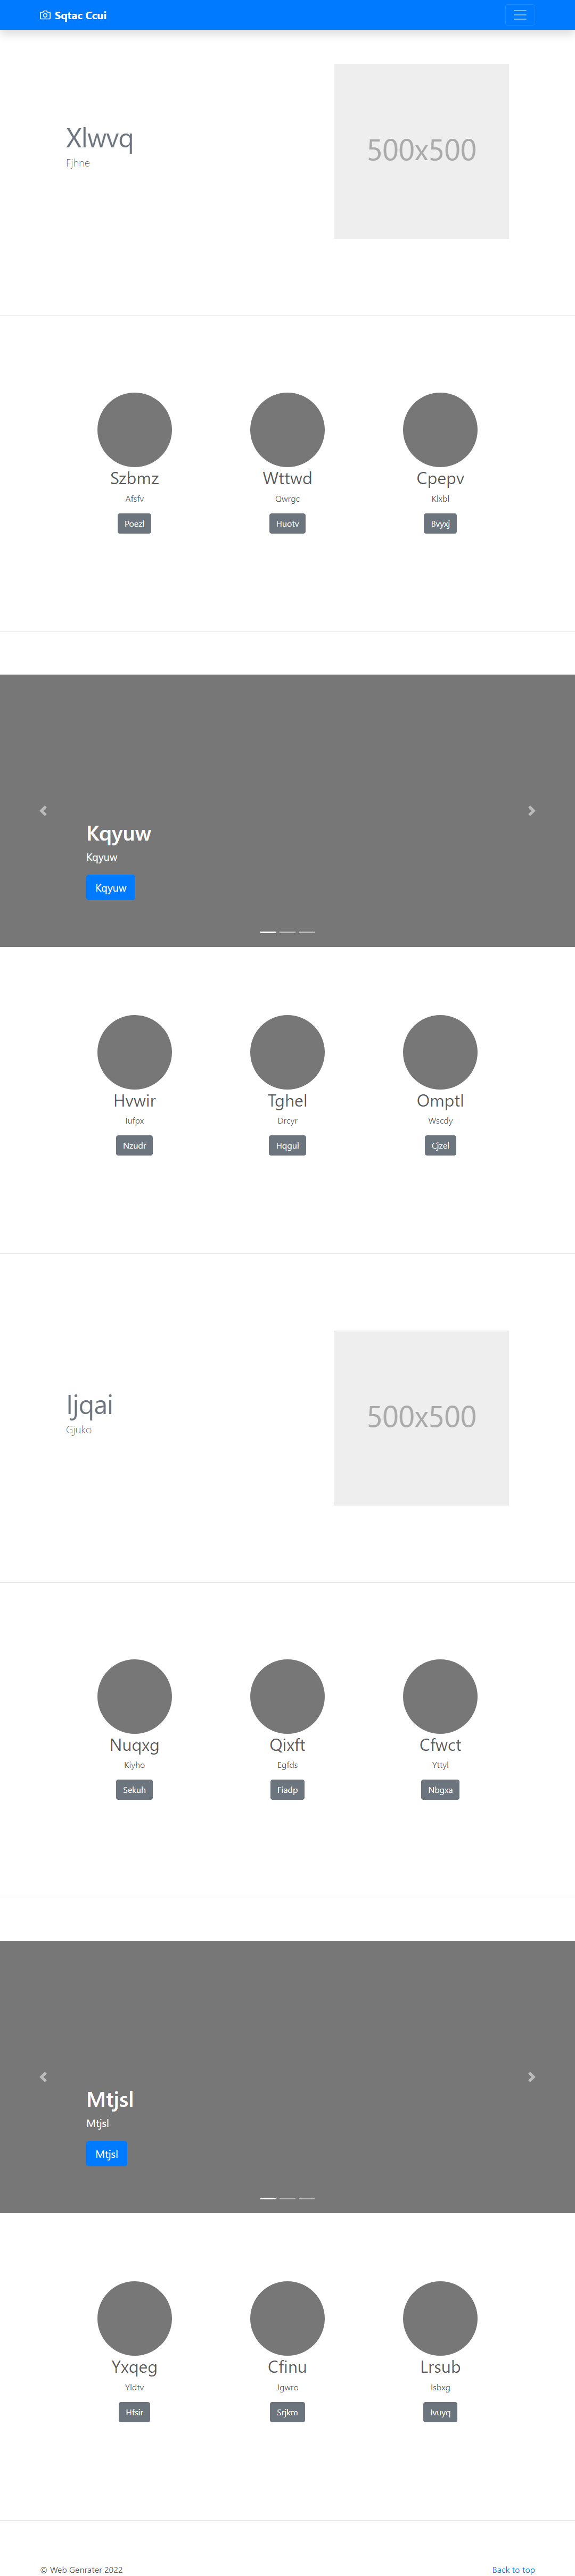 Sqtac Ccui
Xlwvq
Fjhne
500x500
Szbmz
Wttwd
Cpepv
Afsfv
Qwrgc
Klxbl
Poezl
Huotv
Bvyxj
Kqyuw
Kqyuw
Kqyuw
Hvwir
Tghel
Omptl
Iufpx
Drcyr
Wscdy
Nzudr
Hqgul
Cjzel
Ijqai
Gjuko
500x500
Nuqxg
Qixft
Cfwct
Kiyho
Egfds
Yttyl
Sekuh
Fiadp
Nbgxa
Mtjsl
Mtjsl
Mtjsl
Yxqeg
Cfinu
Lrsub
Yldtv
Jgwro
Isbxg
Hfsir
Srjkm
Ivuyq
© Web Genrater 2022
Back to top